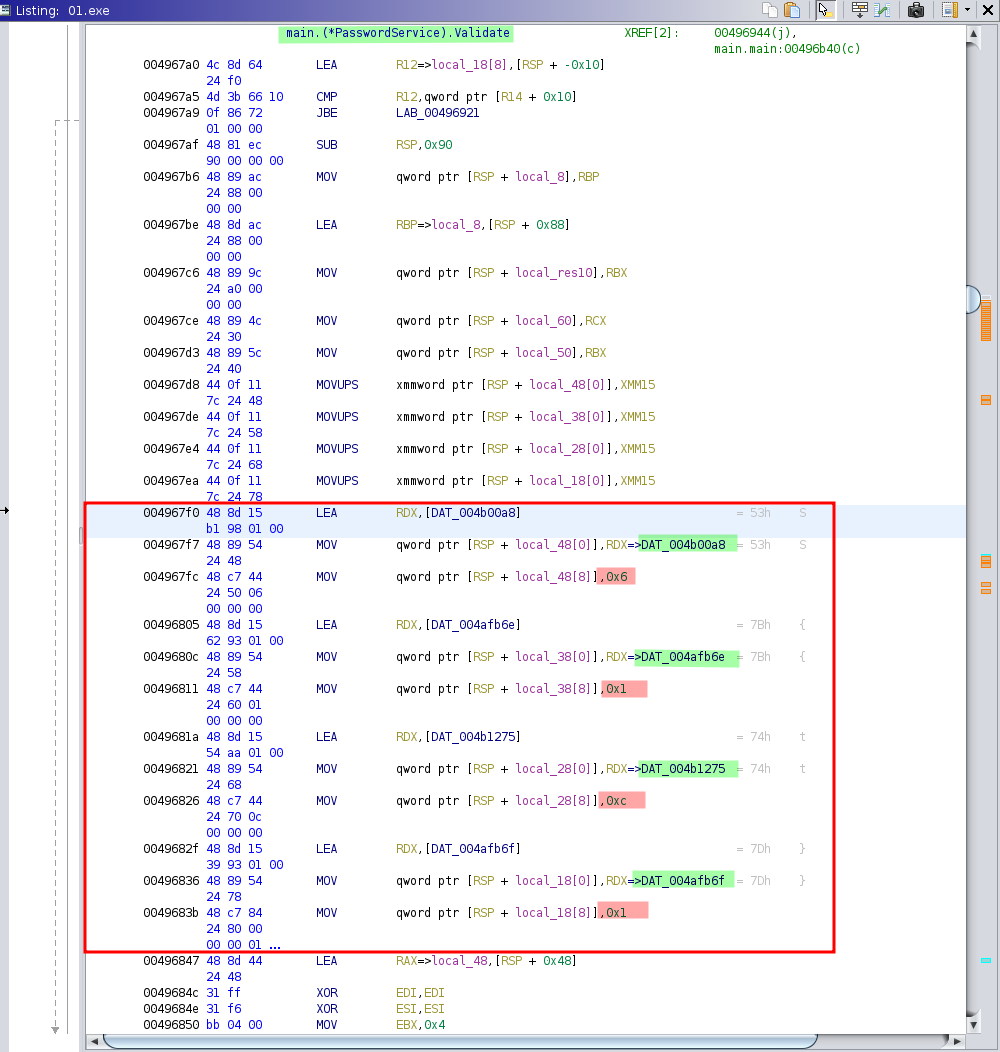 Listing: 01.exe
main.(*PasswordService).Validate XREF[2]: 00496944(j),
main.main:00496b40(c)
004967a0 4c 8d 64 LEA R12=>local_18[8],[RSP + -0x10]
24 f0
004967a5 4d 3b 66 10 CMP R12,qword ptr [R14 + 0x10]
004967a9 0f 86 72 JBE LAB_00496921
01 00 00
004967af 48 81 ec SUB RSP,0x90
90 00 00 00
004967b6 48 89 ac MOV qword ptr [RSP + local_8],RBP
24 88 00
00 00
004967be 48 8d ac LEA RBP=>local_8,[RSP + 0x88]
24 88 00
00 00
004967c6 48 89 9c MOV qword ptr [RSP + local_res10],RBX
24 a0 00
00 00
004967ce 48 89 4c MOV qword ptr [RSP + local_60],RCX
24 30
004967d3 48 89 5c MOV qword ptr [RSP + local_50],RBX
24 40
004967d8 44 0f 11 MOVUPS xmmword ptr [RSP + local_48[0]],XMM15
7c 24 48
004967de 44 0f 11 MOVUPS xmmword ptr [RSP + local_38[0]],XMM15
7c 24 58
004967e4 44 0f 11 MOVUPS xmmword ptr [RSP + local_28[0]],XMM15
7c 24 68
004967ea 44 0f 11 MOVUPS xmmword ptr [RSP + local_18[0]],XMM15
7c 24 78
004967f0 48 8d 15 LEA RDX,[DAT_004b00a8] = 53h S
b1 98 01 00
004967f7 48 89 54 MOV qword ptr [RSP + local_48[0]],RDX=>DAT_004b00a8 = 53h S
24 48
004967fc 48 c7 44 MOV qword ptr [RSP + local_48[8]],0x6
24 50 06
00 00 00
00496805 48 8d 15 LEA RDX,[DAT_004afb6e] = 7Bh {
62 93 01 00
0049680c 48 89 54 MOV qword ptr [RSP + local_38[0]],RDX=>DAT_004afb6e = 7Bh {
24 58
00496811 48 c7 44 MOV qword ptr [RSP + local_38[8]],0x1
24 60 01
00 00 00
0049681a 48 8d 15 LEA RDX,[DAT_004b1275] = 74h t
54 aa 01 00
00496821 48 89 54 MOV qword ptr [RSP + local_28[0]],RDX=>DAT_004b1275 = 74h t
24 68
00496826 48 c7 44 MOV qword ptr [RSP + local_28[8]],0xc
24 70 0c
00 00 00
0049682f 48 8d 15 LEA RDX,[DAT_004afb6f] = 7Dh }
39 93 01 00
00496836 48 89 54 MOV qword ptr [RSP + local_18[0]],RDX=>DAT_004afb6f = 7Dh }
24 78
0049683b 48 c7 84 MOV qword ptr [RSP + local_18[8]],0x1
24 80 00
00 00 01 ...
00496847 48 8d 44 LEA RAX=>local_48,[RSP + 0x48]
24 48
0049684c 31 ff XOR EDI,EDI
0049684e 31 f6 XOR ESI,ESI
00496850 bb 04 00 MOV EBX,0x4